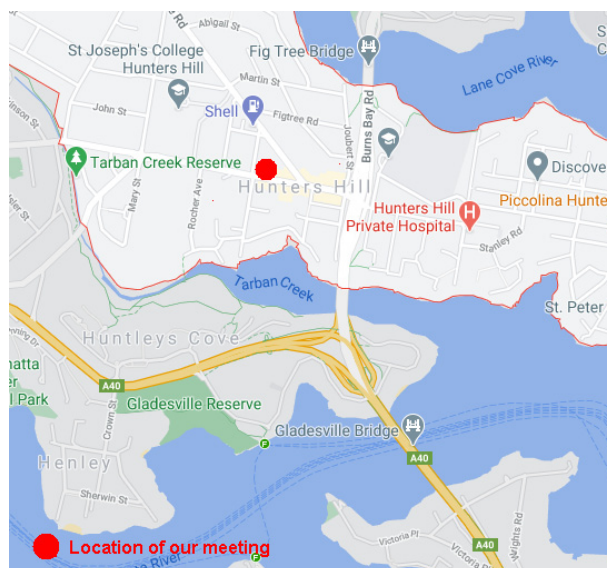 Abigail St
St Joseph's College
Hunters Hill
Fig Tree Bridge
Lane Cove River
Martin St
John St
Shell
Figtree Rd
Joubert St
Burns Bay Rd
Tarban Creek Reserve
Mary St
Rocher Ave
Hunters Hill
Discove
Piccolina Hunte
Hunters Hill
Private Hospital
Stanley Rd
Tarban Creek
St. Peter
Huntleys Cove
A40
Crown St
Gladesville Reserve
Gladesville Bridge
A40
Henley
Sherwin St
A40
Victoria Pl
Victoria
Wrights Rd
Location of our meeting
River